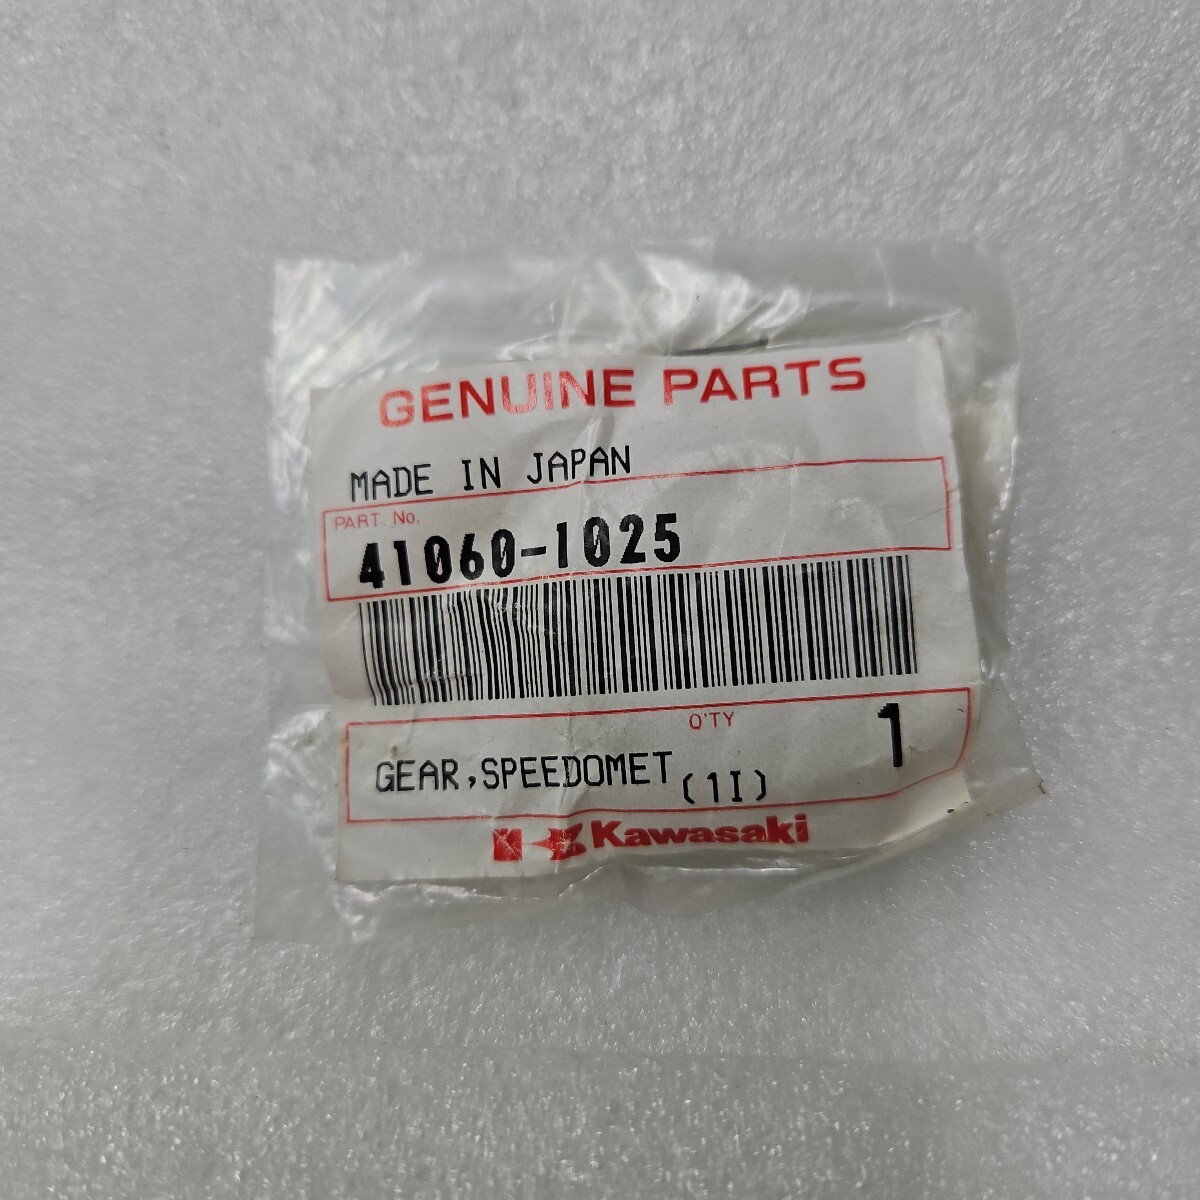 GENUINE PARTS
MADE IN JAPAN
PART No.
41060-1025
Q'TY 1
GEAR,SPEEDOMET (1I)
Kawasaki